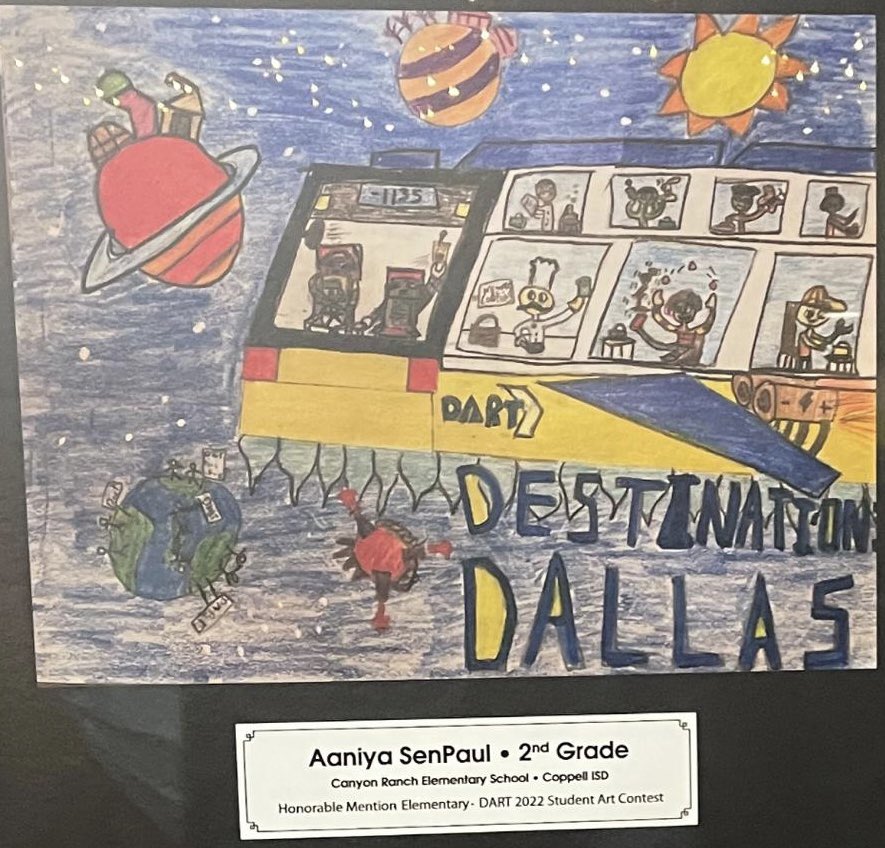 -1135
DART
DESTINATION:
DALLAS
Aaniya SenPaul • 2nd Grade
Canyon Ranch Elementary School • Coppell ISD
Honorable Mention Elementary- DART 2022 Student Art Contest